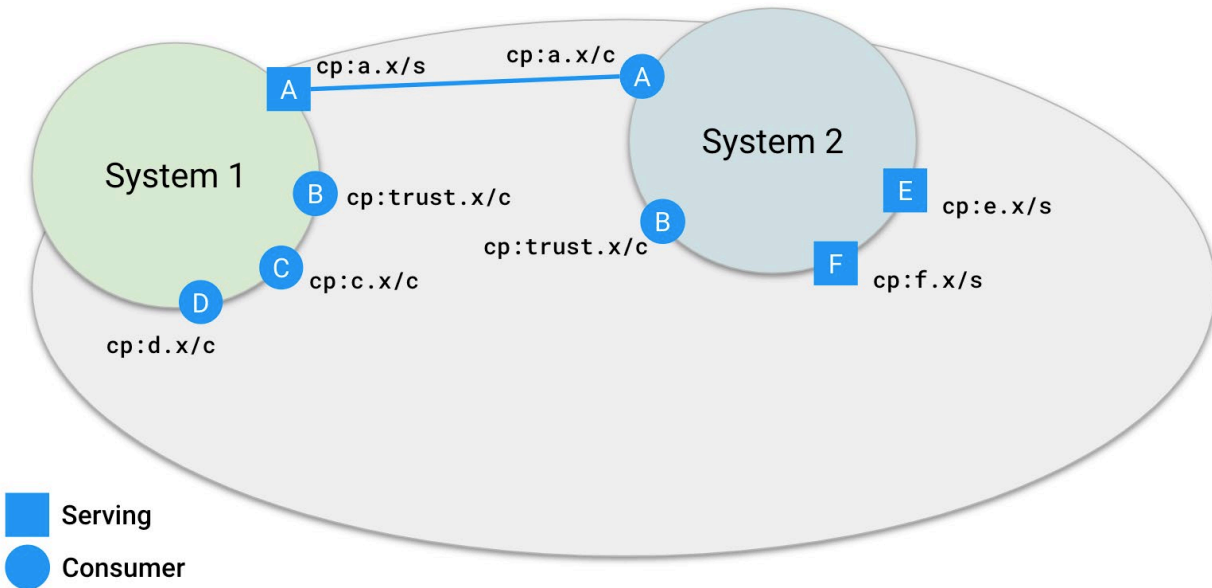 cp:a.x/s
cp:a.x/c
A
A
System 1
System 2
B
cp:trust.x/c
E
cp:e.x/s
B
cp:trust.x/c
C
cp:c.x/c
F
cp:f.x/s
D
cp:d.x/c
Serving
Consumer